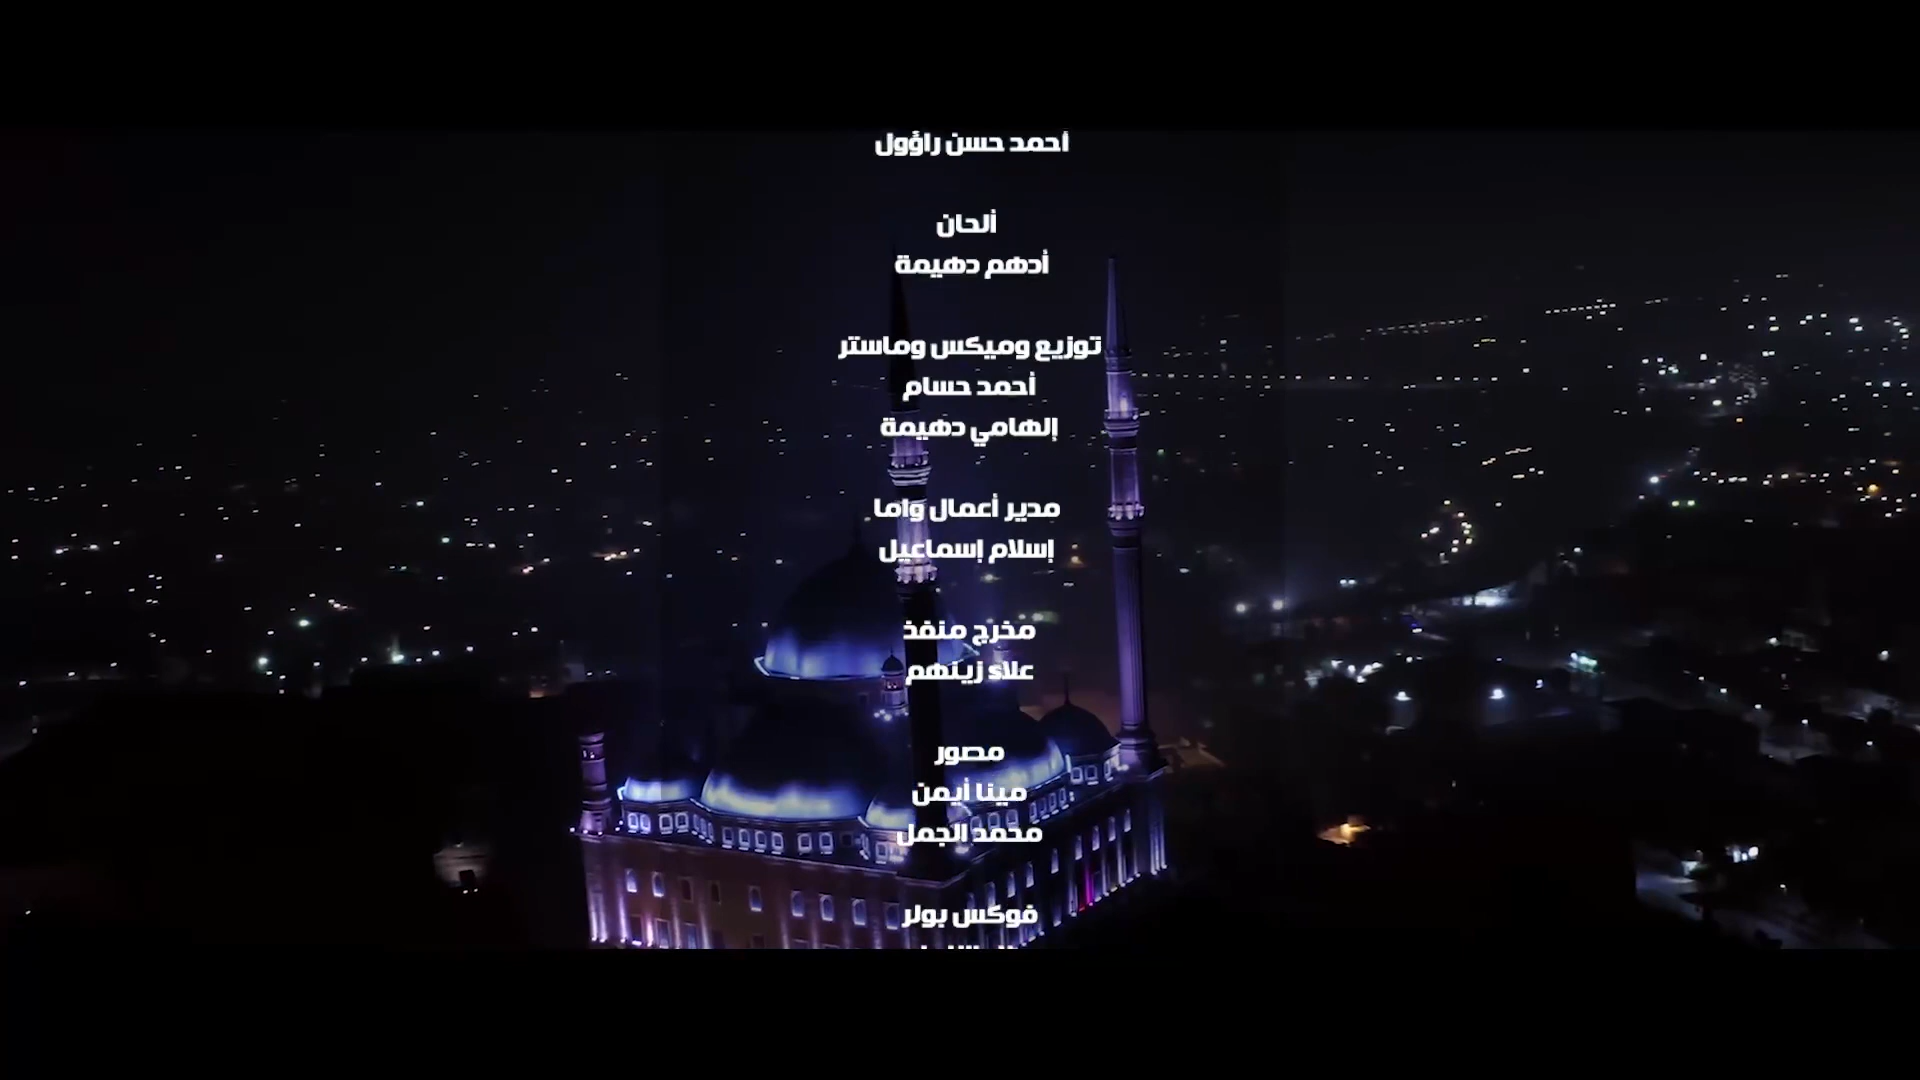 أحمد حسن راؤول
ألحان
أدهم دهيمة
توزيع وميكس وماستر
أحمد حسام
إلهامي دهيمة
مدير أعمال واما
إسلام إسماعيل
مخرج منفذ
علاء زينهم
مصور
مينا أيمن
محمد الجمل
فوكس بولر